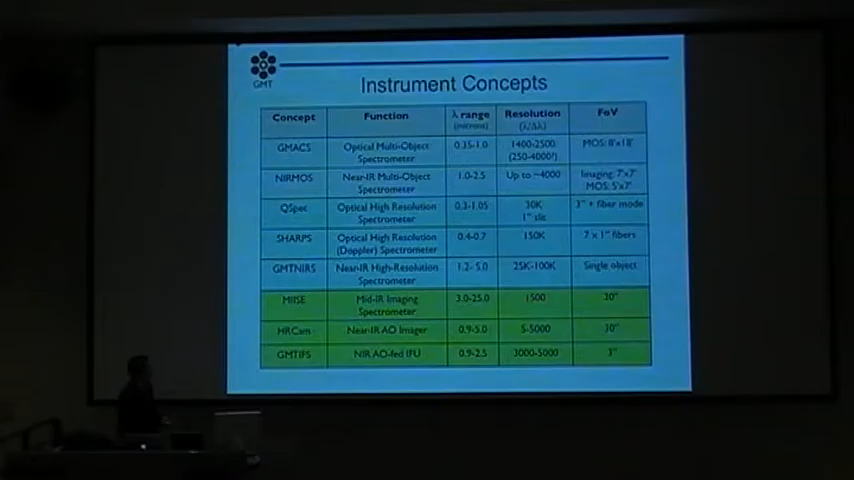 GMT
Instrument Concepts
Concept Function λ range (microns) Resolution (λ/Δλ) FoV
GMACS Optical Multi-Object Spectrometer 0.35-1.0 1400-2500 (250-4000?) MOS: 8'x18'
NIRMOS Near-IR Multi-Object Spectrometer 1.0-2.5 Up to ~4000 Imaging: 7'x7' MOS: 5'x7'
QSpec Optical High Resolution Spectrometer 0.3-1.05 30K 1" slit 3" + fiber mode
SHARPS Optical High Resolution (Doppler) Spectrometer 0.4-0.7 150K 7 x 1" fibers
GMTNIRS Near-IR High-Resolution Spectrometer 1.2-5.0 25K-100K Single object
MIISE Mid-IR Imaging Spectrometer 3.0-25.0 1500 30"
HRCam Near-IR AO Imager 0.9-5.0 5-5000 30"
GMTIFS NIR AO-fed IFU 0.9-2.5 3000-5000 3"